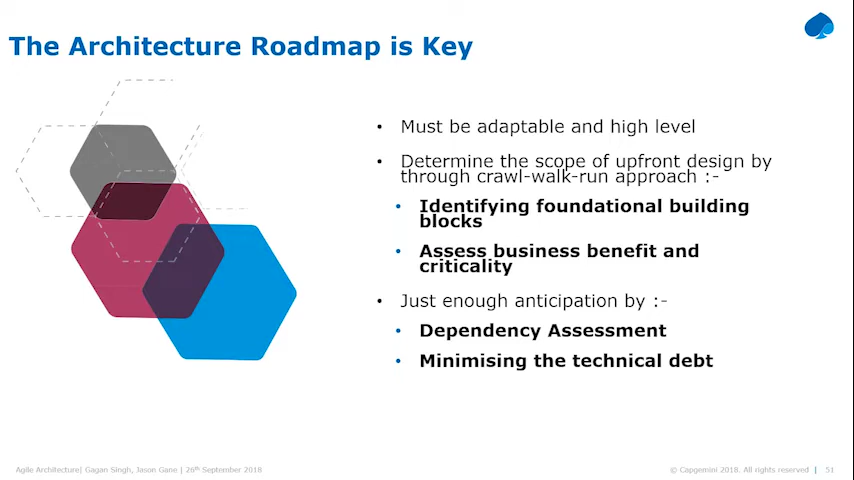 The Architecture Roadmap is Key
• Must be adaptable and high level
• Determine the scope of upfront design by
through crawl-walk-run approach :-
• Identifying foundational building
blocks
• Assess business benefit and
criticality
• Just enough anticipation by :-
• Dependency Assessment
• Minimising the technical debt
Agile Architecture| Gagan Singh, Jason Gane | 26th September 2018
© Capgemini 2018. All rights reserved | 51